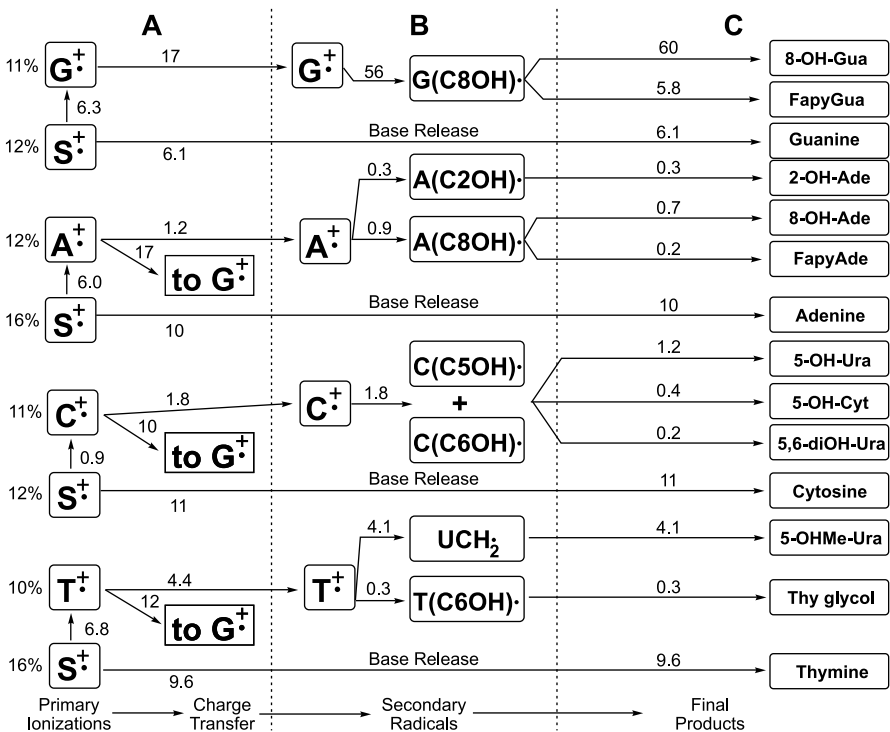 A B C
11% G+• 17 G+• 56 G(C8OH)• 60 8-OH-Gua
6.3 5.8 FapyGua
12% S+• 6.1 Base Release 6.1 Guanine
0.3 A(C2OH)• 0.3 2-OH-Ade
12% A+• 1.2 A+• 0.9 A(C8OH)• 0.7 8-OH-Ade
17 to G+• 0.2 FapyAde
6.0
16% S+• 10 Base Release 10 Adenine
C(C5OH)• 1.2 5-OH-Ura
11% C+• 1.8 C+• 1.8 + 0.4 5-OH-Cyt
10 to G+• C(C6OH)• 0.2 5,6-diOH-Ura
0.9
12% S+• 11 Base Release 11 Cytosine
4.1 UCH2• 4.1 5-OHMe-Ura
10% T+• 4.4 T+• 0.3 T(C6OH)• 0.3 Thy glycol
12 to G+•
6.8
16% S+• 9.6 Base Release 9.6 Thymine
Primary Charge Secondary Final
Ionizations Transfer Radicals Products